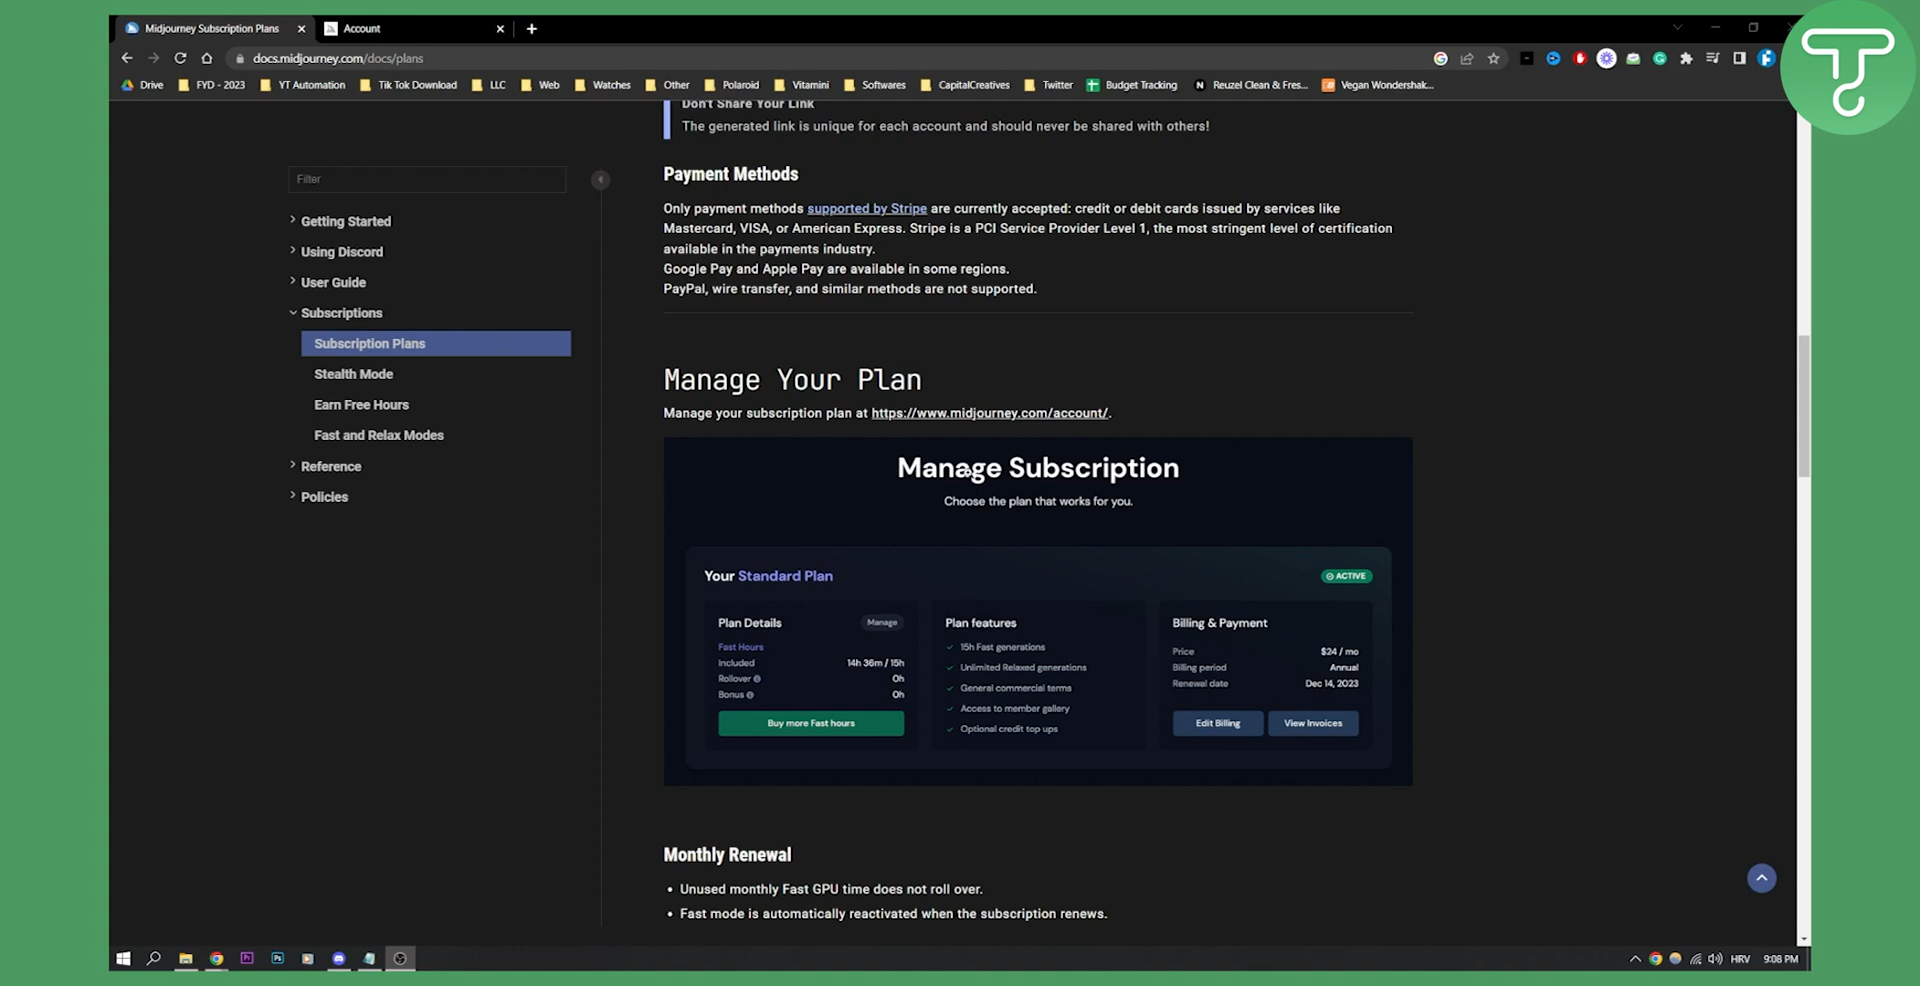 Midjourney Subscription Plans
Account
docs.midjourney.com/docs/plans
Drive
FYD - 2023
YT Automation
Tik Tok Download
LLC
Web
Watches
Other
Polaroid
Vitamini
Softwares
CapitalCreatives
Twitter
Budget Tracking
Reuzel Clean & Fres...
Vegan Wondershak...
Filter
Getting Started
Using Discord
User Guide
Subscriptions
Subscription Plans
Stealth Mode
Earn Free Hours
Fast and Relax Modes
Reference
Policies
Don't Share Your Link
The generated link is unique for each account and should never be shared with others!
Payment Methods
Only payment methods supported by Stripe are currently accepted: credit or debit cards issued by services like
Mastercard, VISA, or American Express. Stripe is a PCI Service Provider Level 1, the most stringent level of certification
available in the payments industry.
Google Pay and Apple Pay are available in some regions.
PayPal, wire transfer, and similar methods are not supported.
Manage Your Plan
Manage your subscription plan at https://www.midjourney.com/account/.
Manage Subscription
Choose the plan that works for you.
Your Standard Plan
ACTIVE
Plan Details
Manage
Fast Hours
Included 14h 36m / 15h
Rollover 0h
Bonus 0h
Buy more Fast hours
Plan features
15h Fast generations
Unlimited Relaxed generations
General commercial terms
Access to member gallery
Optional credit top ups
Billing & Payment
Price $24 / mo
Billing period Annual
Renewal date Dec 14, 2023
Edit Billing
View Invoices
Monthly Renewal
• Unused monthly Fast GPU time does not roll over.
• Fast mode is automatically reactivated when the subscription renews.
Pr
Ps
HRV
9:08 PM